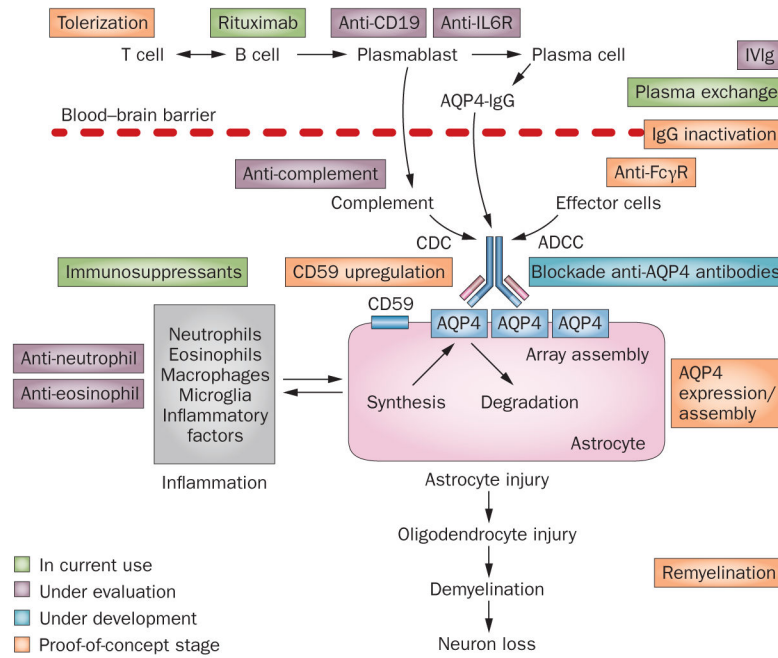 Tolerization
Rituximab
Anti-CD19
Anti-IL6R
IVIg
T cell
B cell
Plasmablast
Plasma cell
Plasma exchange
AQP4-IgG
Blood–brain barrier
IgG inactivation
Anti-complement
Anti-FcγR
Complement
Effector cells
CDC
ADCC
Immunosuppressants
CD59 upregulation
Blockade anti-AQP4 antibodies
CD59
AQP4
AQP4
AQP4
Array assembly
Neutrophils
Eosinophils
Macrophages
Microglia
Inflammatory
factors
Anti-neutrophil
Anti-eosinophil
Synthesis
Degradation
AQP4
expression/
assembly
Astrocyte
Inflammation
Astrocyte injury
Oligodendrocyte injury
Demyelination
Remyelination
Neuron loss
In current use
Under evaluation
Under development
Proof-of-concept stage